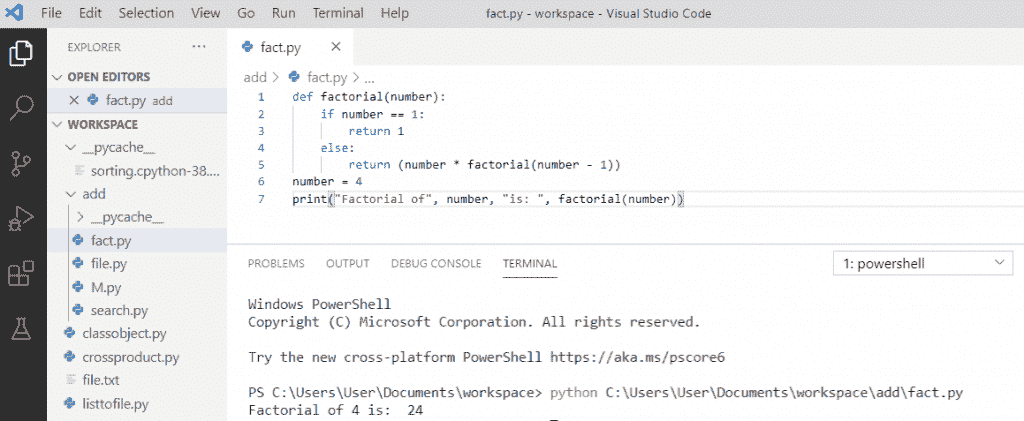 File Edit Selection View Go Run Terminal Help fact.py - workspace - Visual Studio Code
EXPLORER ...
OPEN EDITORS
fact.py add
WORKSPACE
__pycache__
sorting.cpython-38....
add
__pycache__
fact.py
file.py
M.py
search.py
classobject.py
crossproduct.py
file.txt
listtofile.py
fact.py
add > fact.py > ...
1 def factorial(number):
2 if number == 1:
3 return 1
4 else:
5 return (number * factorial(number - 1))
6 number = 4
7 print("Factorial of", number, "is: ", factorial(number))
PROBLEMS OUTPUT DEBUG CONSOLE TERMINAL 1: powershell
Windows PowerShell
Copyright (C) Microsoft Corporation. All rights reserved.
Try the new cross-platform PowerShell https://aka.ms/pscore6
PS C:\Users\User\Documents\workspace> python C:\Users\User\Documents\workspace\add\fact.py
Factorial of 4 is:  24